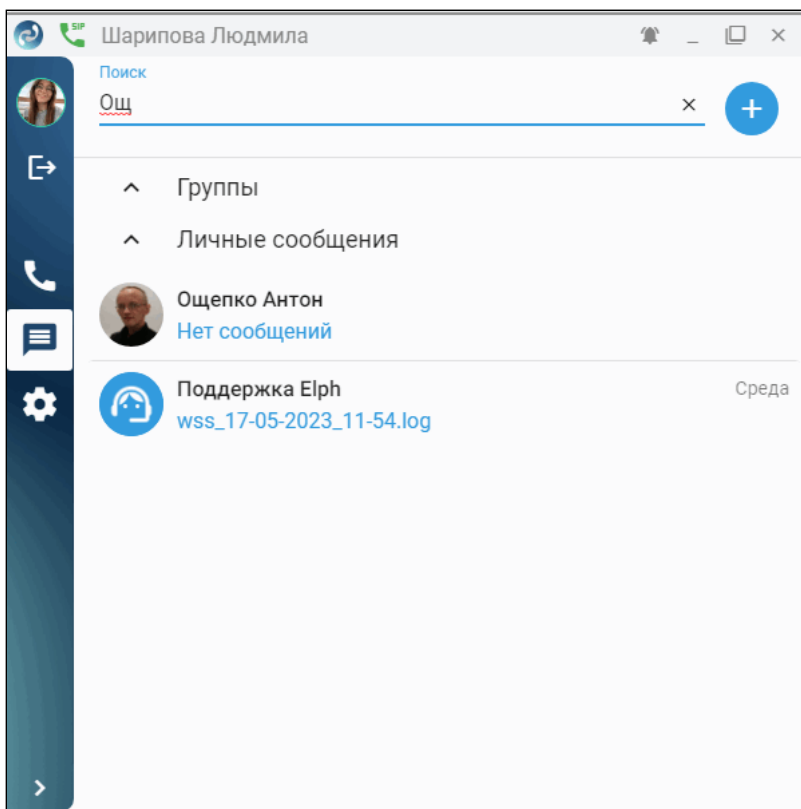 SIP
Шарипова Людмила
Поиск
Ощ
Группы
Личные сообщения
Ощепко Антон
Нет сообщений
Поддержка Elph
Среда
wss_17-05-2023_11-54.log